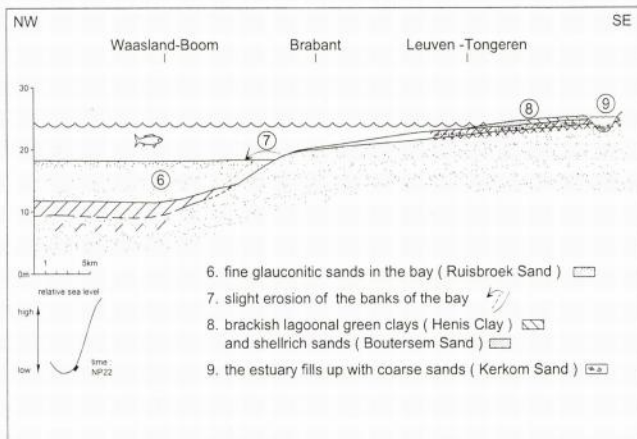 NW
SE
Waasland-Boom
Brabant
Leuven -Tongeren
30
20
10
0m
6
7
8
9
1
5km
relative sea level
high
low
time :
NP22
6. fine glauconitic sands in the bay ( Ruisbroek Sand )
7. slight erosion of the banks of the bay
8. brackish lagoonal green clays ( Henis Clay )
and shellrich sands ( Boutersem Sand )
9. the estuary fills up with coarse sands ( Kerkom Sand )